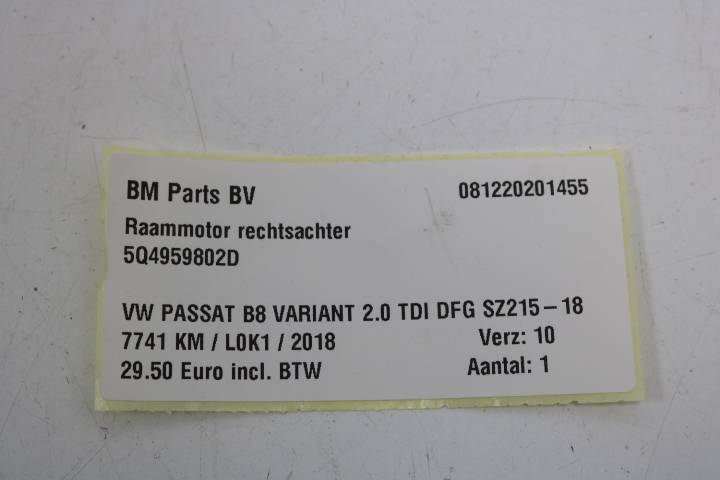 BM Parts BV 081220201455
Raammotor rechtsachter
5Q4959802D
VW PASSAT B8 VARIANT 2.0 TDI DFG SZ215-18
7741 KM / L0K1 / 2018 Verz: 10
29.50 Euro incl. BTW Aantal: 1